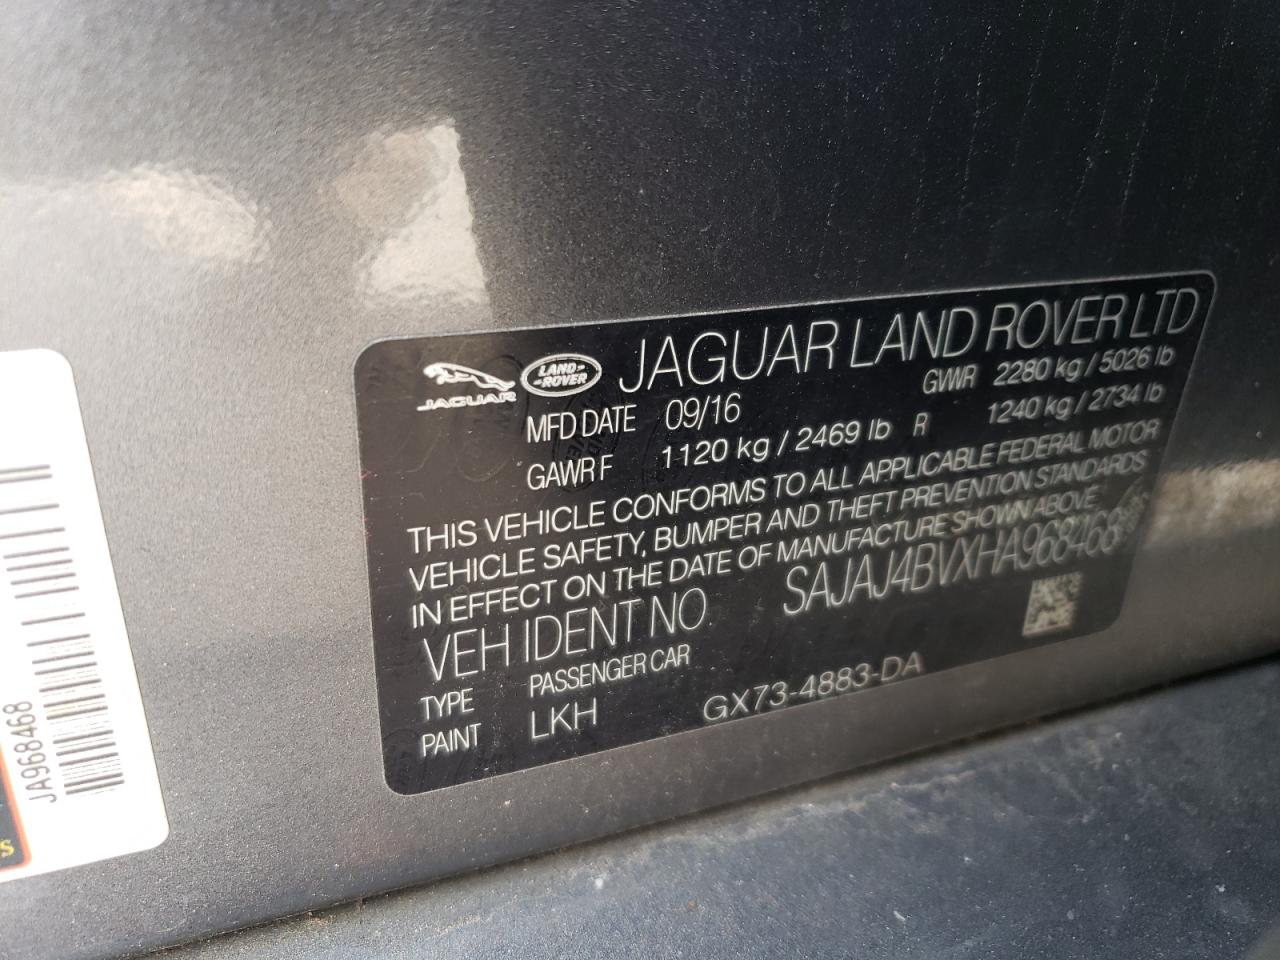 JAGUAR
LAND-
-ROVER
JAGUAR LAND ROVER LTD
MFD DATE 09/16 GVWR 2280 kg / 5026 lb
GAWR F 1120 kg / 2469 lb R 1240 kg / 2734 lb
THIS VEHICLE CONFORMS TO ALL APPLICABLE FEDERAL MOTOR
VEHICLE SAFETY, BUMPER AND THEFT PREVENTION STANDARDS
IN EFFECT ON THE DATE OF MANUFACTURE SHOWN ABOVE
VEH IDENT NO SAJAJ4BVXHA968468
TYPE PASSENGER CAR
PAINT LKH GX73-4883-DA
JA968468
S